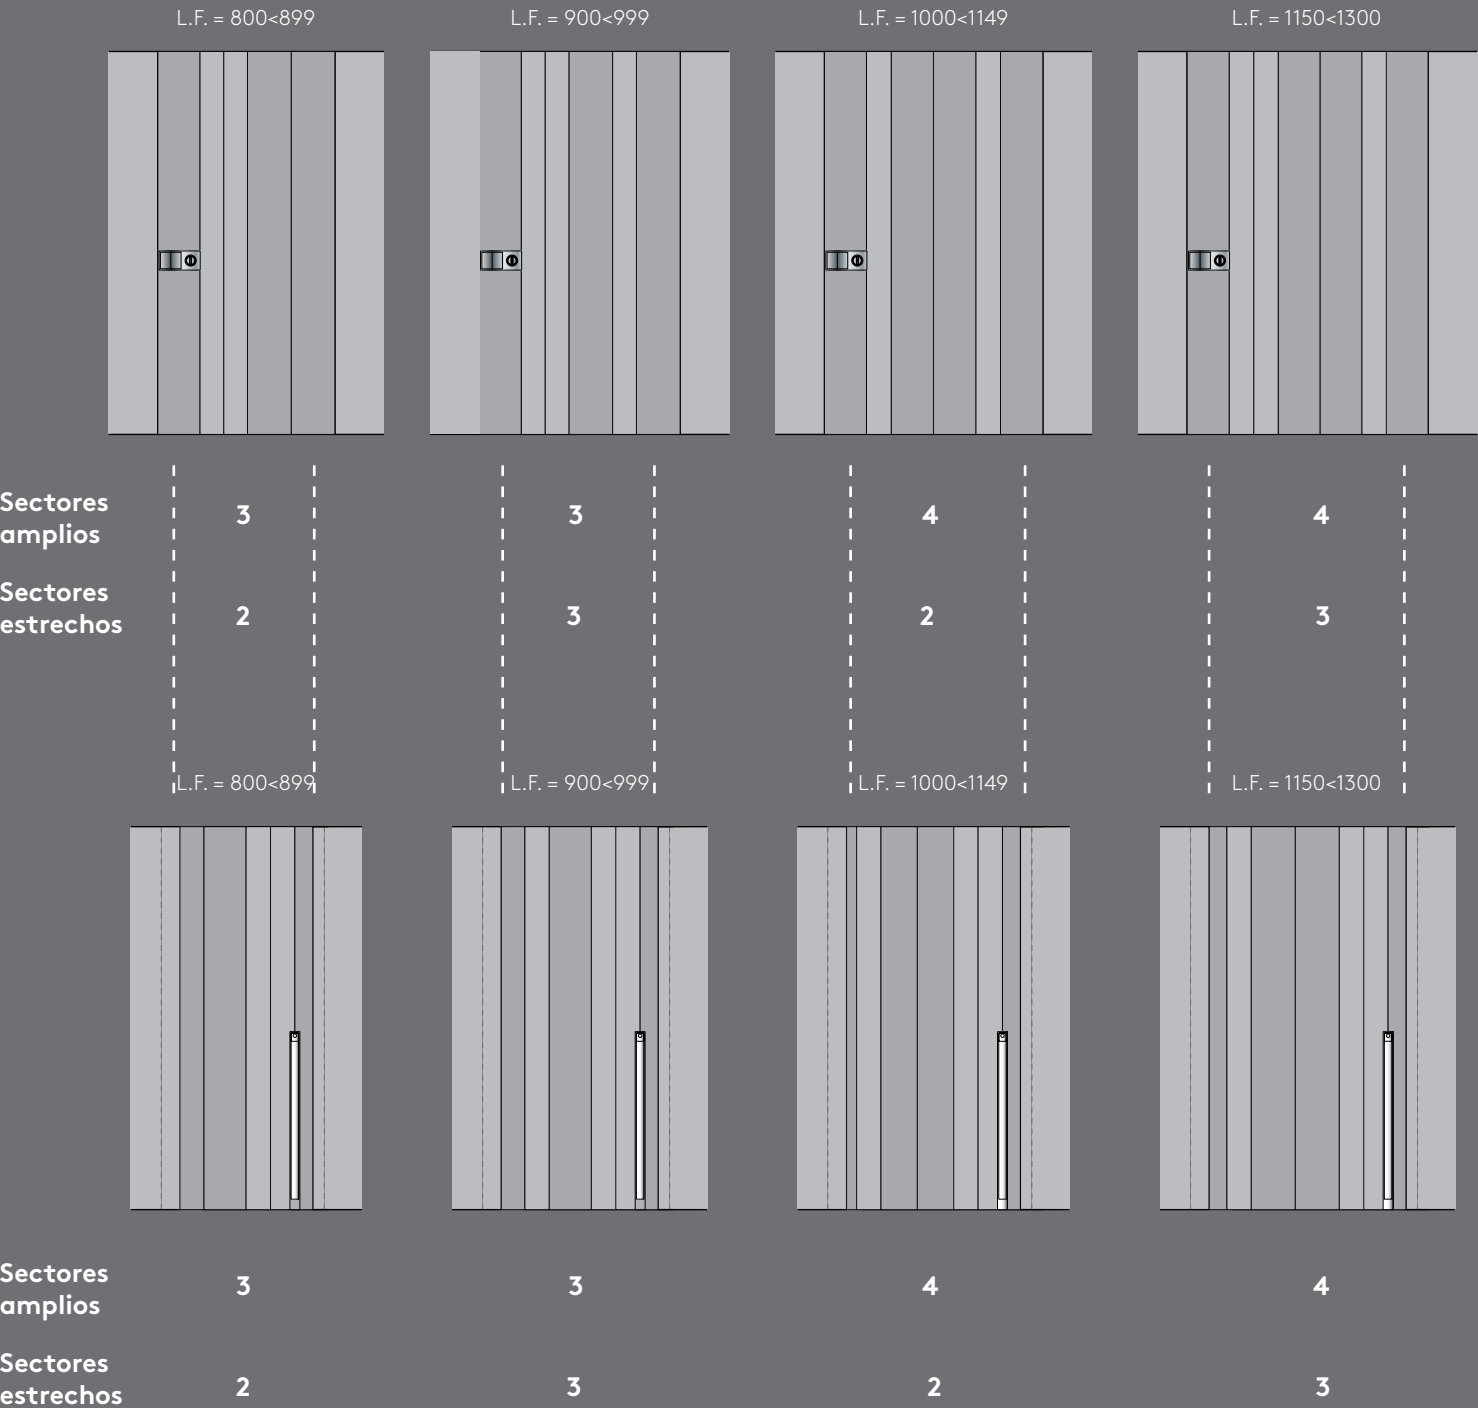 L.F. = 800<899 L.F. = 900<999 L.F. = 1000<1149 L.F. = 1150<1300
Sectores
amplios 3 3 4 4
Sectores
estrechos 2 3 2 3
L.F. = 800<899 L.F. = 900<999 L.F. = 1000<1149 L.F. = 1150<1300
Sectores
amplios 3 3 4 4
Sectores
estrechos 2 3 2 3